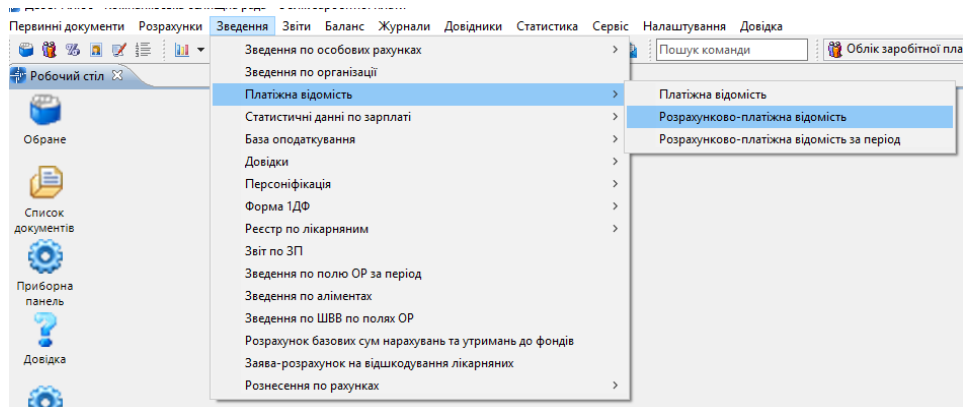 Первинні документи Розрахунки Зведення Звіти Баланс Журнали Довідники Статистика Сервіс Налаштування Довідка
Пошук команди
Облік заробітної пла
Робочий стіл
Обране
Список
документів
Приборна
панель
Довідка
Зведення по особових рахунках
Зведення по організації
Платіжна відомість
Статистичні данні по зарплаті
База оподаткування
Довідки
Персоніфікація
Форма 1ДФ
Реєстр по лікарняним
Звіт по ЗП
Зведення по полю ОР за період
Зведення по аліментах
Зведення по ШВВ по полях ОР
Розрахунок базових сум нарахувань та утримань до фондів
Заява-розрахунок на відшкодування лікарняних
Рознесення по рахунках
Платіжна відомість
Розрахунково-платіжна відомість
Розрахунково-платіжна відомість за період